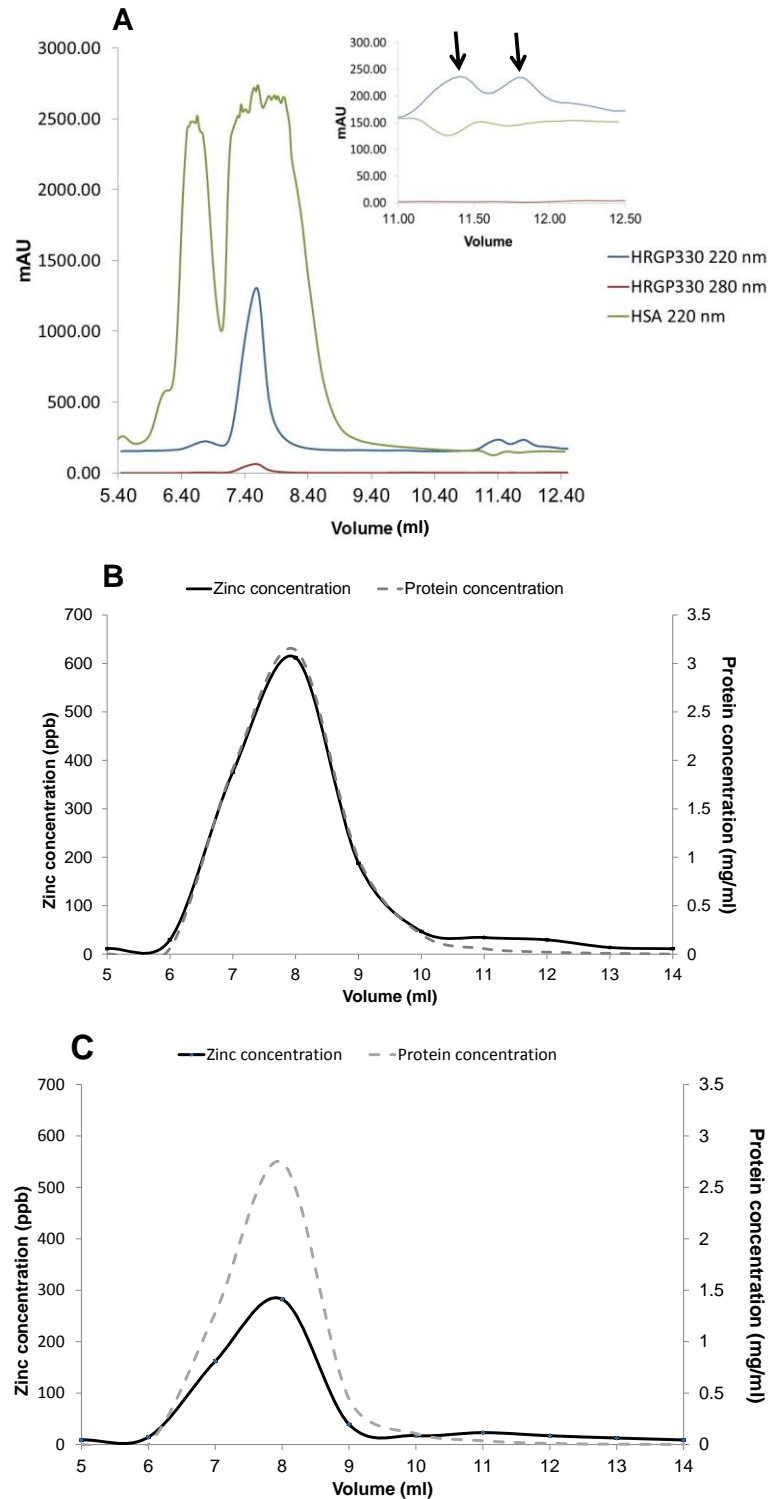 A
3000.00
2500.00
2000.00
1500.00
1000.00
500.00
0.00
mAU
5.40 6.40 7.40 8.40 9.40 10.40 11.40 12.40
Volume (ml)
300.00
250.00
200.00
150.00
100.00
50.00
0.00
mAU
11.00 11.50 12.00 12.50
Volume
HRGP330 220 nm
HRGP330 280 nm
HSA 220 nm
B
Zinc concentration Protein concentration
700
600
500
400
300
200
100
0
Zinc concentration (ppb)
3.5
3
2.5
2
1.5
1
0.5
0
Protein concentration (mg/ml)
5 6 7 8 9 10 11 12 13 14
Volume (ml)
C
Zinc concentration Protein concentration
700
600
500
400
300
200
100
0
Zinc concentration (ppb)
3.5
3
2.5
2
1.5
1
0.5
0
Protein concentration (mg/ml)
5 6 7 8 9 10 11 12 13 14
Volume (ml)